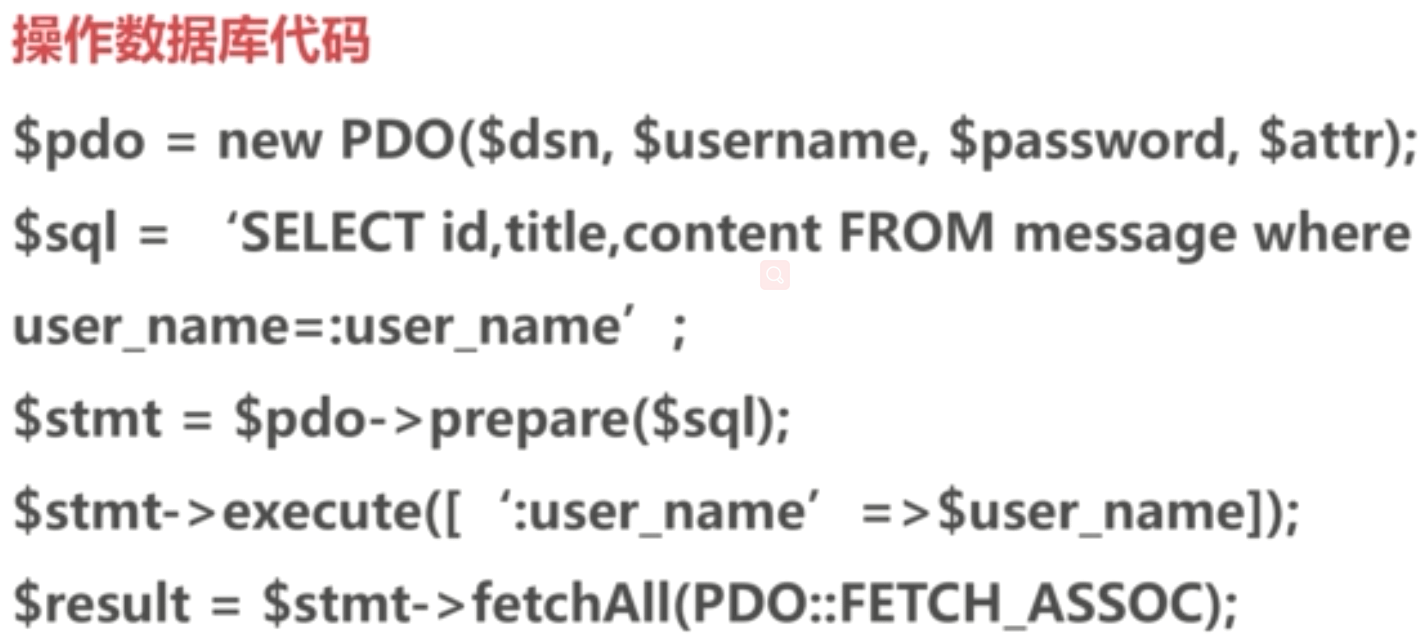 操作数据库代码
$pdo = new PDO($dsn, $username, $password, $attr);
$sql = ‘SELECT id,title,content FROM message where
user_name=:user_name’ ;
$stmt = $pdo->prepare($sql);
$stmt->execute([ ‘:user_name’ =>$user_name]);
$result = $stmt->fetchAll(PDO::FETCH_ASSOC);